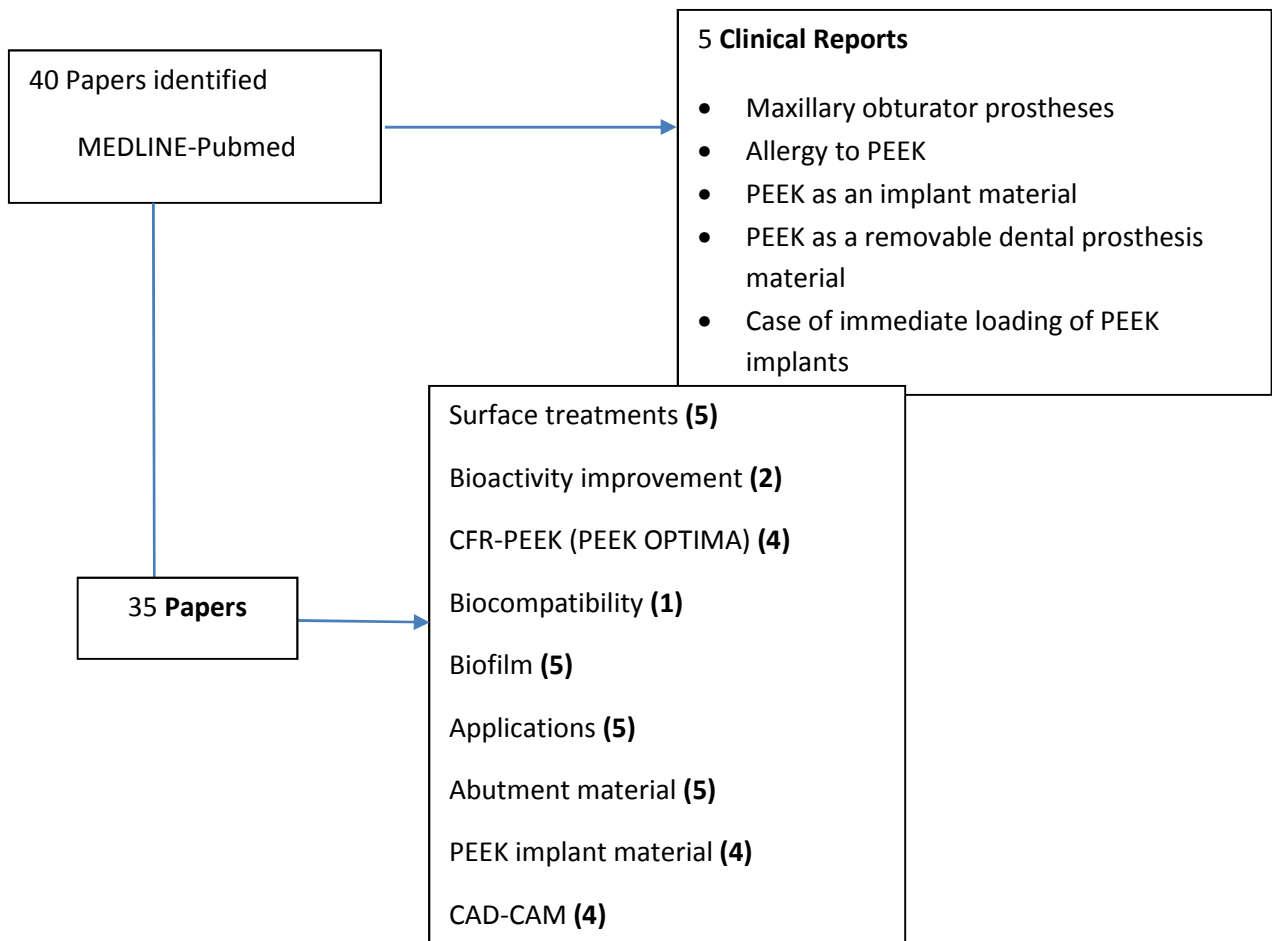 40 Papers identified
MEDLINE-Pubmed
5 Clinical Reports
• Maxillary obturator prostheses
• Allergy to PEEK
• PEEK as an implant material
• PEEK as a removable dental prosthesis
material
• Case of immediate loading of PEEK
implants
35 Papers
Surface treatments (5)
Bioactivity improvement (2)
CFR-PEEK (PEEK OPTIMA) (4)
Biocompatibility (1)
Biofilm (5)
Applications (5)
Abutment material (5)
PEEK implant material (4)
CAD-CAM (4)